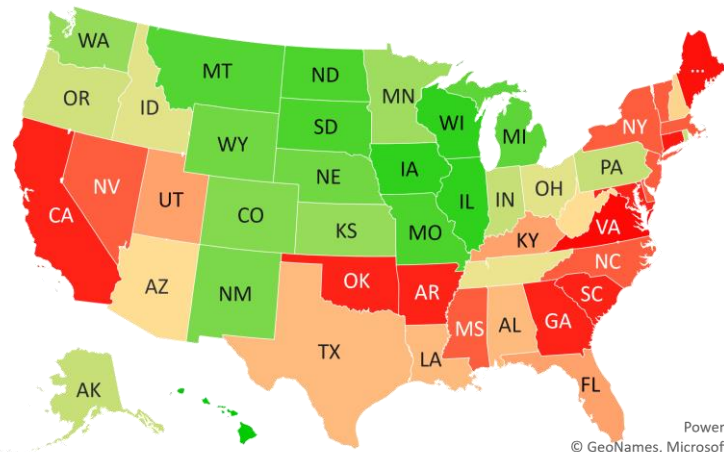 WA
MT
ND
MN
...
OR
ID
SD
WI
MI
NY
WY
IA
PA
NE
IL
IN
OH
NV
UT
CO
KS
MO
KY
VA
CA
NC
OK
AR
SC
AZ
NM
MS
AL
GA
TX
LA
FL
AK
Power
© GeoNames, Microsoft